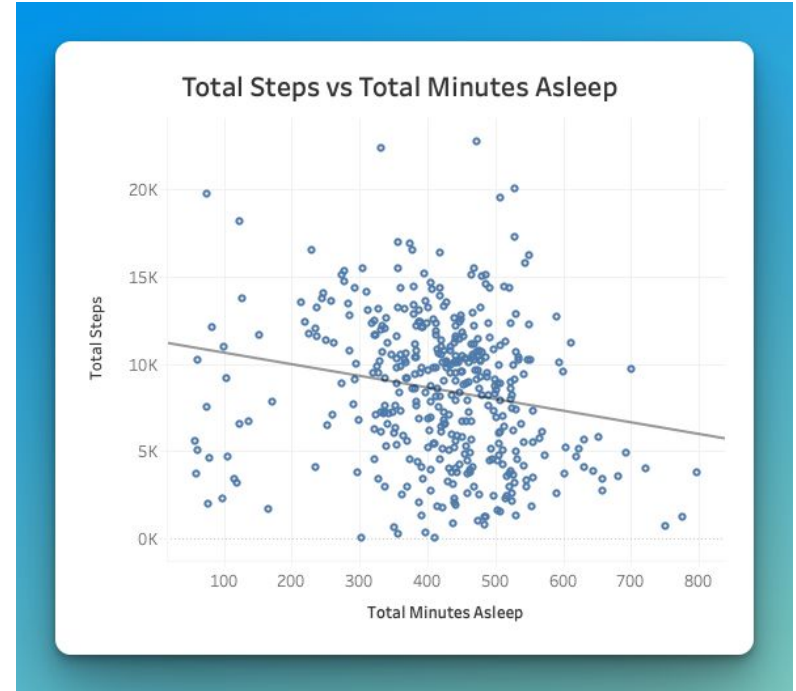 Total Steps vs Total Minutes Asleep
20K
15K
10K
5K
0K
Total Steps
100 200 300 400 500 600 700 800
Total Minutes Asleep